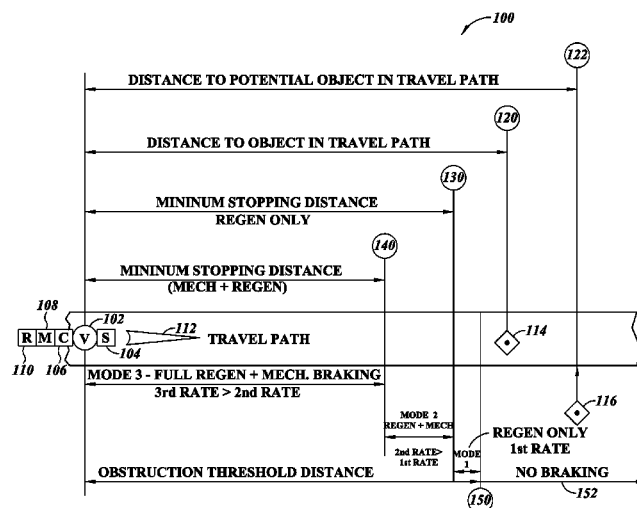 100
122
DISTANCE TO POTENTIAL OBJECT IN TRAVEL PATH
120
DISTANCE TO OBJECT IN TRAVEL PATH
130
MININUM STOPPING DISTANCE
REGEN ONLY
140
MININUM STOPPING DISTANCE
(MECH + REGEN)
108
102
112
R M C V S
TRAVEL PATH
114
110
106
104
MODE 3 - FULL REGEN + MECH. BRAKING
3rd RATE > 2nd RATE
116
MODE 2
REGEN + MECH
2nd RATE>
1st RATE
MODE
1
REGEN ONLY
1st RATE
OBSTRUCTION THRESHOLD DISTANCE
NO BRAKING
150
152